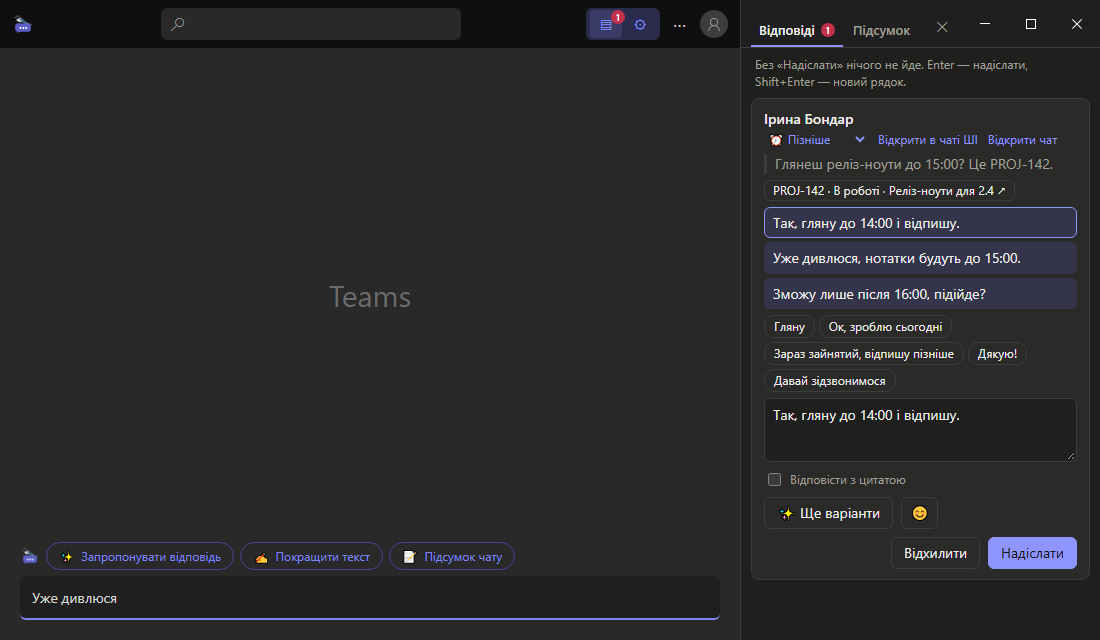 1
Відповіді 1 Підсумок
Без «Надіслати» нічого не йде. Enter — надіслати,
Shift+Enter — новий рядок.
Ірина Бондар
Пізніше Відкрити в чаті ШІ Відкрити чат
Глянеш реліз-ноути до 15:00? Це PROJ-142.
PROJ-142 · В роботі · Реліз-ноути для 2.4 ↗
Так, гляну до 14:00 і відпишу.
Уже дивлюся, нотатки будуть до 15:00.
Зможу лише після 16:00, підійде?
Гляну Ок, зроблю сьогодні
Зараз зайнятий, відпишу пізніше Дякую!
Давай зідзвонимося
Так, гляну до 14:00 і відпишу.
Відповісти з цитатою
Ще варіанти
Відхилити Надіслати
Teams
Запропонувати відповідь Покращити текст Підсумок чату
Уже дивлюся